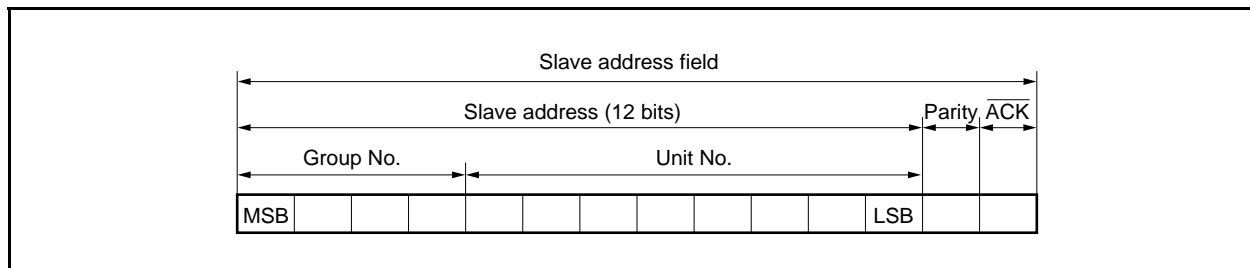 Slave address field
Slave address (12 bits) Parity ACK
Group No. Unit No.
MSB LSB